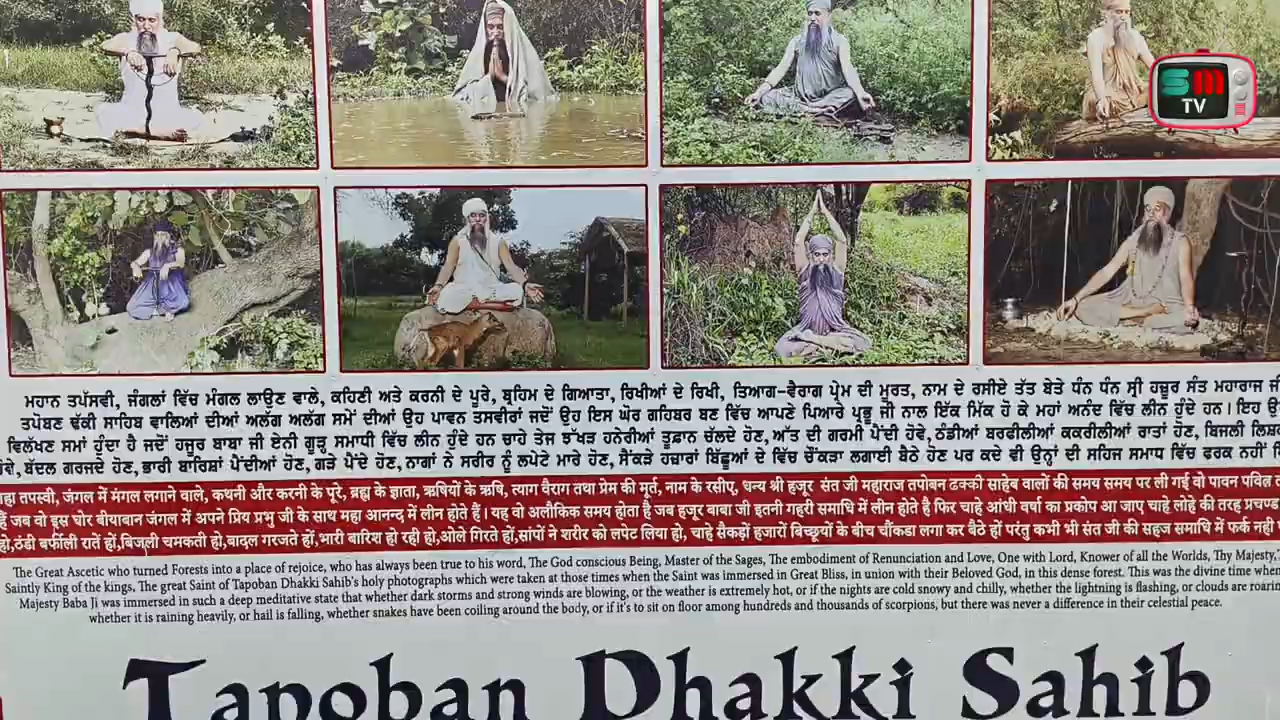 SM
TV
ਮਹਾਨ ਤਪੱਸਵੀ, ਜੰਗਲਾਂ ਵਿੱਚ ਮੰਗਲ ਲਾਉਣ ਵਾਲੇ, ਕਹਿਣੀ ਅਤੇ ਕਰਨੀ ਦੇ ਪੂਰੇ, ਬ੍ਰਹਿਮ ਦੇ ਗਿਆਤਾ, ਰਿਖੀਆਂ ਦੇ ਰਿਖੀ, ਤਿਆਗ-ਵੈਰਾਗ ਪ੍ਰੇਮ ਦੀ ਮੂਰਤ, ਨਾਮ ਦੇ ਰਸੀਏ ਤੱਤ ਬੇਤੇ ਧੰਨ ਧੰਨ ਸ੍ਰੀ ਹਜ਼ੂਰ ਸੰਤ ਮਹਾਰਾਜ ਜੀ
ਤਪੋਬਣ ਢੱਕੀ ਸਾਹਿਬ ਵਾਲਿਆਂ ਦੀਆਂ ਅਲੱਗ ਅਲੱਗ ਸਮੇਂ ਦੀਆਂ ਉਹ ਪਾਵਨ ਤਸਵੀਰਾਂ ਜਦੋਂ ਉਹ ਇਸ ਘੋਰ ਗਹਿਬਰ ਬਣ ਵਿੱਚ ਆਪਣੇ ਪਿਆਰੇ ਪ੍ਰਭੂ ਜੀ ਨਾਲ ਇੱਕ ਮਿੱਕ ਹੋ ਕੇ ਮਹਾਂ ਅਨੰਦ ਵਿੱਚ ਲੀਨ ਹੁੰਦੇ ਹਨ। ਇਹ
ਵਿਲੱਖਣ ਸਮਾਂ ਹੁੰਦਾ ਹੈ ਜਦੋਂ ਹਜ਼ੂਰ ਬਾਬਾ ਜੀ ਏਨੀ ਗੂੜ੍ਹ ਸਮਾਧੀ ਵਿੱਚ ਲੀਨ ਹੁੰਦੇ ਹਨ ਚਾਹੇ ਤੇਜ ਝੱਖੜ ਹਨੇਰੀਆਂ ਤੂਫ਼ਾਨ ਚੱਲਦੇ ਹੋਣ, ਅੱਤ ਦੀ ਗਰਮੀ ਪੈਂਦੀ ਹੋਵੇ, ਠੰਡੀਆਂ ਬਰਫੀਲੀਆਂ ਕਕਰੀਲੀਆਂ ਰਾਤਾਂ ਹੋਣ, ਬਿਜਲੀ
ਬੱਦਲ ਗਰਜਦੇ ਹੋਣ, ਭਾਰੀ ਬਾਰਿਸ਼ਾਂ ਪੈਂਦੀਆਂ ਹੋਣ, ਗੜੇ ਪੈਂਦੇ ਹੋਣ, ਨਾਗਾਂ ਨੇ ਸਰੀਰ ਨੂੰ ਲਪੇਟੇ ਮਾਰੇ ਹੋਣ, ਸੈਂਕੜੇ ਹਜ਼ਾਰਾਂ ਬਿੱਛੂਆਂ ਦੇ ਵਿੱਚ ਚੌਂਕੜਾ ਲਗਾਈ ਬੈਠੇ ਹੋਣ ਪਰ ਕਦੇ ਵੀ ਉਨ੍ਹਾਂ ਦੀ ਸਹਿਜ ਸਮਾਧ ਵਿੱਚ ਫਰਕ ਨਹੀਂ
तपस्वी, जंगल में मंगल लगाने वाले, कथनी और करनी के पूरे, ब्रह्म के ज्ञाता, ऋषियों के ऋषि, त्याग वैराग तथा प्रेम की मूर्त, नाम के रसीए, धन्य श्री हजूर संत जी महाराज तपोबन ढक्की साहेब वालों की समय समय पर ली गई वो पावन पवित्र
है जब वो इस घोर बीयाबान जंगल में अपने प्रिय प्रभु जी के साथ महा आनन्द में लीन होते हैं। यह वो अलौकिक समय होता है जब हजूर बाबा जी इतनी गहरी समाधि में लीन होते है फिर चाहे आंधी वर्षा का प्रकोप आ जाए चाहे लोहे की तरह प्रचण्ड
हो,ठंडी बर्फीली रातें हों,बिजली चमकती हो,बादल गरजते हों,भारी बारिश हो रही हो,ओले गिरते हों,सांपों ने शरीर को लपेट लिया हो, चाहे सैकड़ों हजारों बिच्छूयों के बीच चौंकडा लगा कर बैठे हों परंतु कभी भी संत जी की सहज समाधि में फर्क नहीं
The Great Ascetic who turned Forests into a place of rejoice, who has always been true to his word, The God conscious Being, Master of the Sages, The embodiment of Renunciation and Love, One with Lord, Knower of all the Worlds, Thy Majesty,
Saintly King of the kings, The great Saint of Tapoban Dhakki Sahib's holy photographs which were taken at those times when the Saint was immersed in Great Bliss, in union with their Beloved God, in this dense forest. This was the divine time when
Majesty Baba Ji was immersed in such a deep meditative state that whether dark storms and strong winds are blowing, or the weather is extremely hot, or if the nights are cold snowy and chilly, whether the lightning is flashing, or clouds are roaring
whether it is raining heavily, or hail is falling, whether snakes have been coiling around the body, or if it's to sit on floor among hundreds and thousands of scorpions, but there was never a difference in their celestial peace.
Tapoban Dhakki Sahib